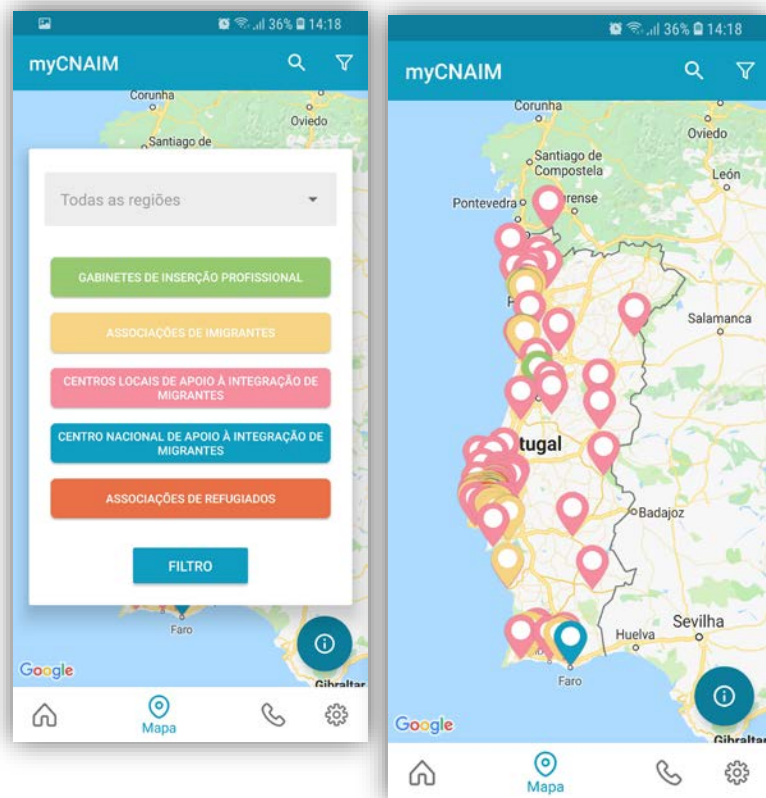 36% 14:18
myCNAIM
Corunha
Oviedo
Santiago de
Todas as regiões
GABINETES DE INSERÇÃO PROFISSIONAL
ASSOCIAÇÕES DE IMIGRANTES
CENTROS LOCAIS DE APOIO À INTEGRAÇÃO DE
MIGRANTES
CENTRO NACIONAL DE APOIO À INTEGRAÇÃO DE
MIGRANTES
ASSOCIAÇÕES DE REFUGIADOS
FILTRO
Faro
Google
Gibraltar
Mapa
36% 14:18
myCNAIM
Corunha
Oviedo
Santiago de
Compostela
León
Pontevedra
urense
Salamanca
tugal
Badajoz
Sevilha
Huelva
Faro
Google
Gibraltar
Mapa